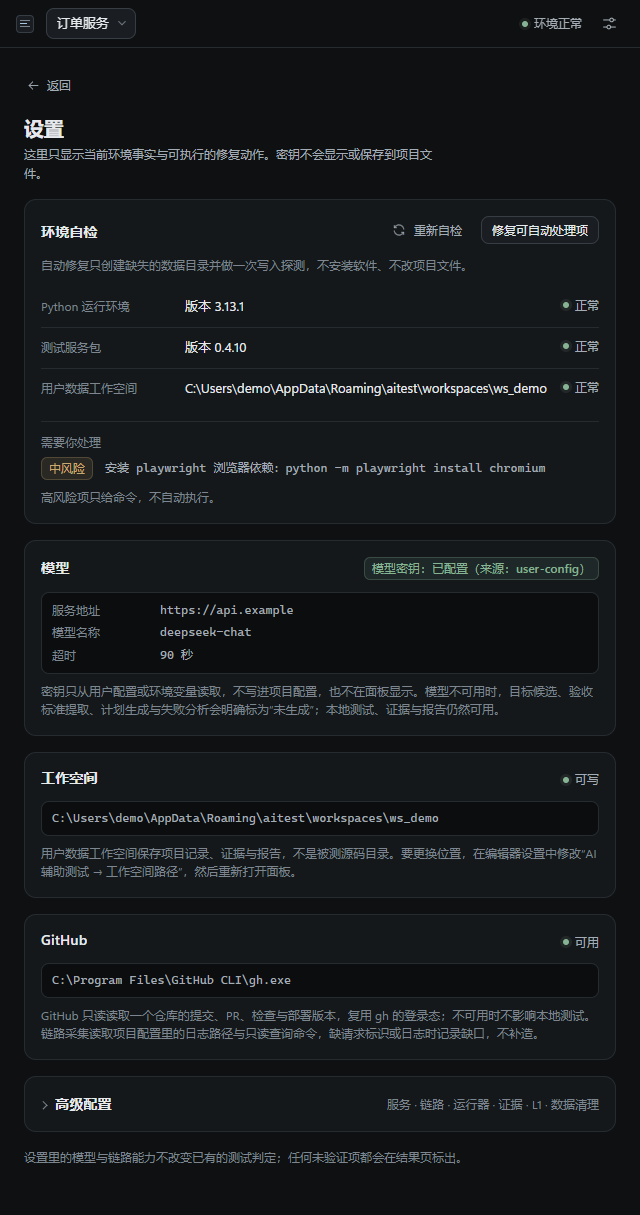 订单服务
环境正常
返回
设置
这里只显示当前环境事实与可执行的修复动作。密钥不会显示或保存到项目文
件。
环境自检
重新自检
修复可自动处理项
自动修复只创建缺失的数据目录并做一次写入探测，不安装软件、不改项目文件。
Python 运行环境 版本 3.13.1 正常
测试服务包 版本 0.4.10 正常
用户数据工作空间 C:\Users\demo\AppData\Roaming\aitest\workspaces\ws_demo 正常
需要你处理
中风险 安装 playwright 浏览器依赖: python -m playwright install chromium
高风险项只给命令，不自动执行。
模型 模型密钥：已配置（来源：user-config）
服务地址 https://api.example
模型名称 deepseek-chat
超时 90 秒
密钥只从用户配置或环境变量读取，不写进项目配置，也不在面板显示。模型不可用时，目标候选、验收
标准提取、计划生成与失败分析会明确标为“未生成”；本地测试、证据与报告仍然可用。
工作空间 可写
C:\Users\demo\AppData\Roaming\aitest\workspaces\ws_demo
用户数据工作空间保存项目记录、证据与报告，不是被测源码目录。要更换位置，在编辑器设置中修改“AI
辅助测试 → 工作空间路径”，然后重新打开面板。
GitHub 可用
C:\Program Files\GitHub CLI\gh.exe
GitHub 只读读取一个仓库的提交、PR、检查与部署版本，复用 gh 的登录态；不可用时不影响本地测试。
链路采集读取项目配置里的日志路径与只读查询命令，缺请求标识或日志时记录缺口，不补造。
高级配置 服务 · 链路 · 运行器 · 证据 · L1 · 数据清理
设置里的模型与链路能力不改变已有的测试判定；任何未验证项都会在结果页标出。